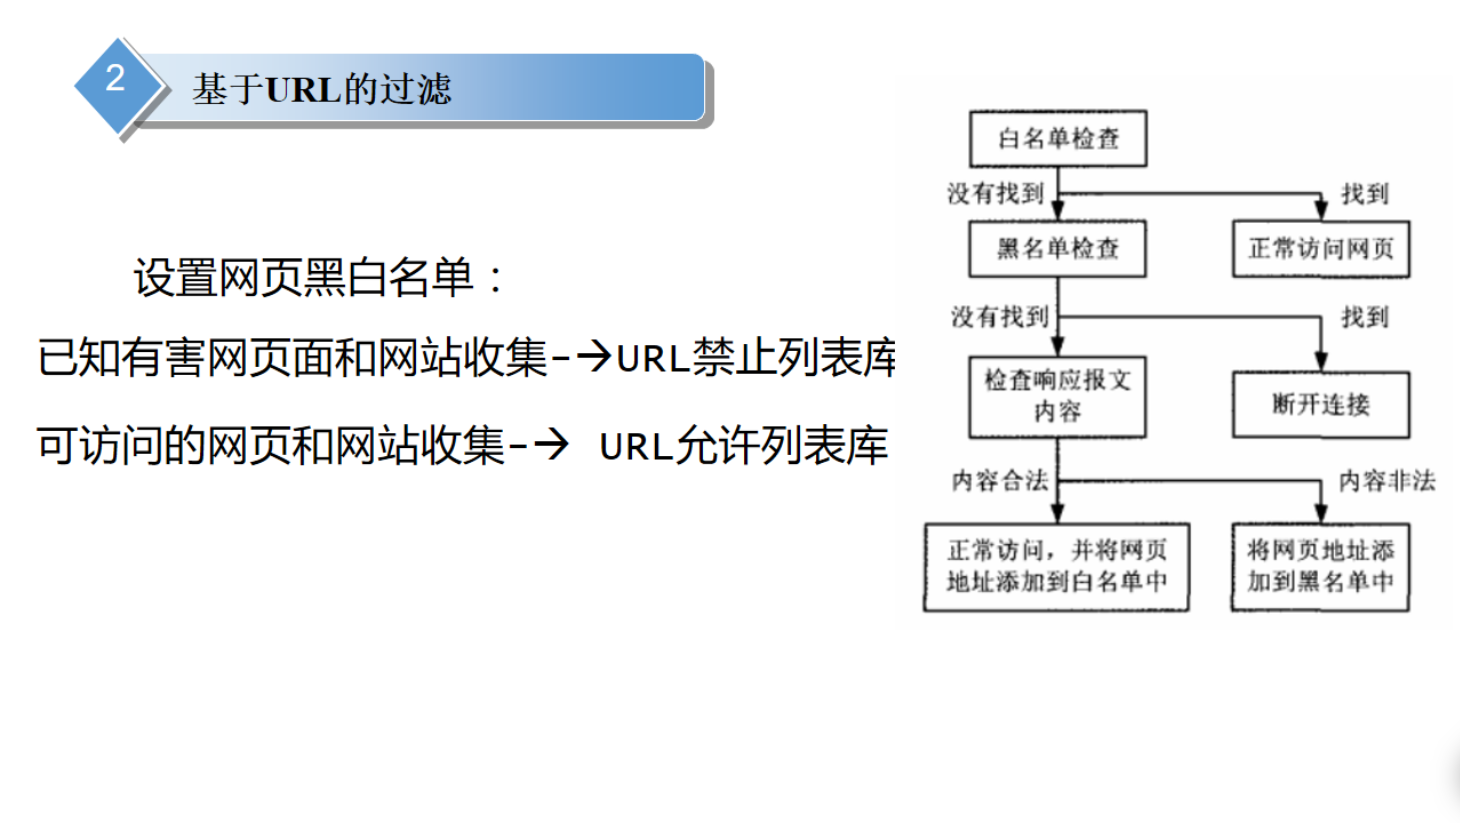 2
基于URL的过滤
设置网页黑白名单：
已知有害网页面和网站收集-→URL禁止列表库
可访问的网页和网站收集-→ URL允许列表库
白名单检查
没有找到
找到
黑名单检查
正常访问网页
没有找到
找到
检查响应报文
内容
断开连接
内容合法
内容非法
正常访问，并将网页
地址添加到白名单中
将网页地址添
加到黑名单中